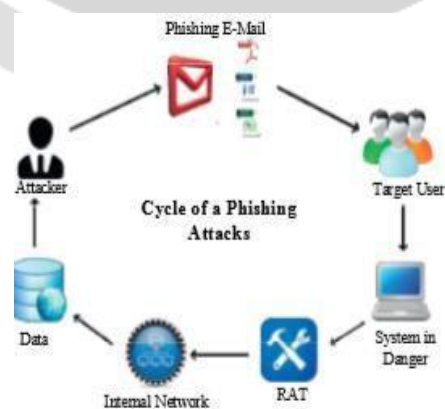 Phishing E-Mail
Attacker
Target User
Cycle of a Phishing
Attacks
Data
System in
Danger
Internal Network
RAT